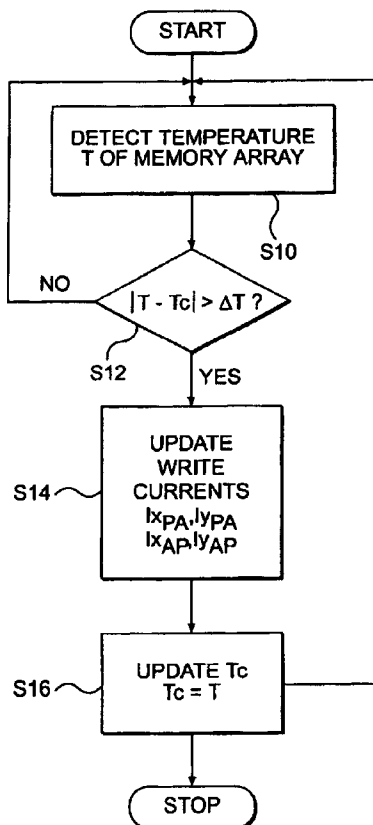 START
DETECT TEMPERATURE
T OF MEMORY ARRAY
S10
NO
|T - Tc| > ΔT ?
S12
YES
UPDATE
WRITE
CURRENTS
IxPA,IyPA
IxAP,IyAP
S14
UPDATE Tc
Tc = T
S16
STOP